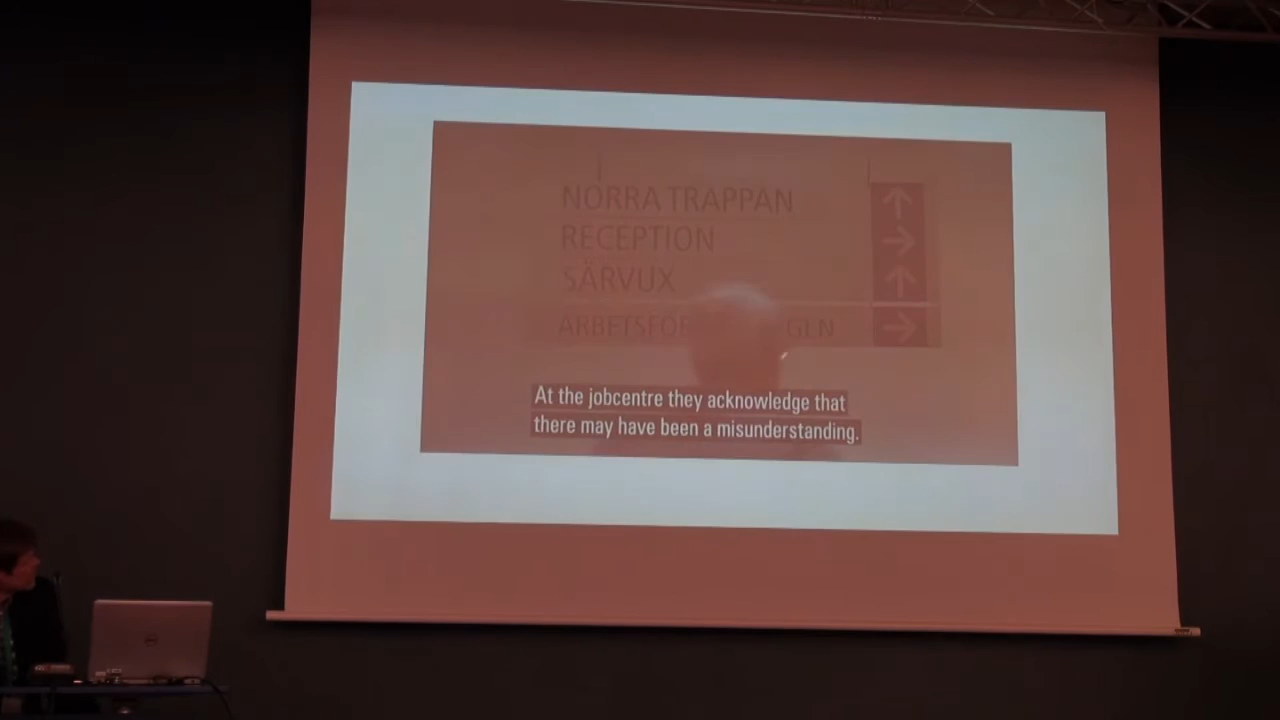 NORRA TRAPPAN
RECEPTION
SÄRVUX
At the jobcentre they acknowledge that
there may have been a misunderstanding.